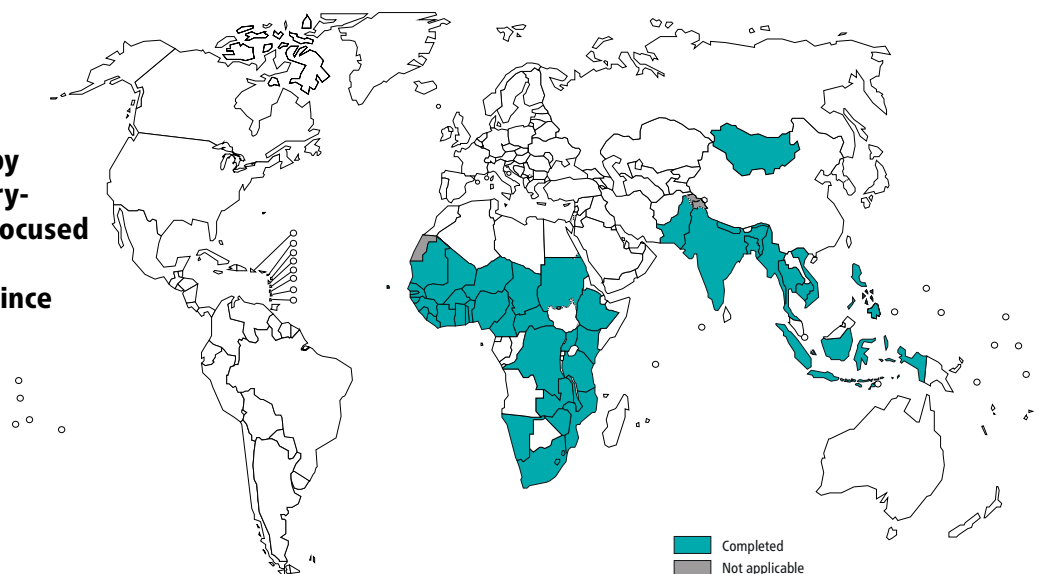 by
ry-
ocused
ince
Completed
Not applicable